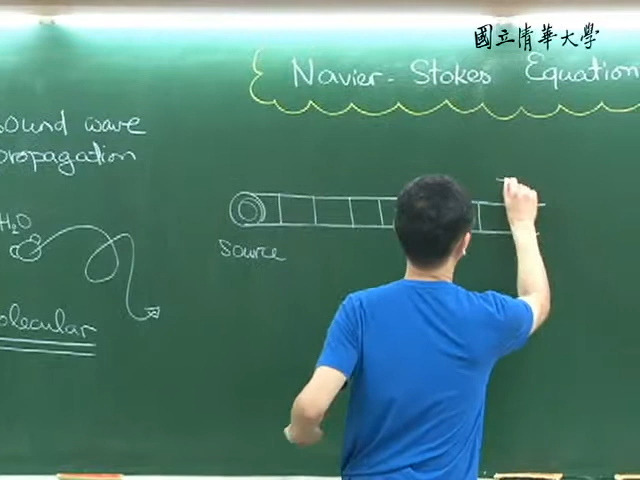 國立清華大學
Navier-Stokes Equation
ound wave
ropagation
H₂O
source
olecular